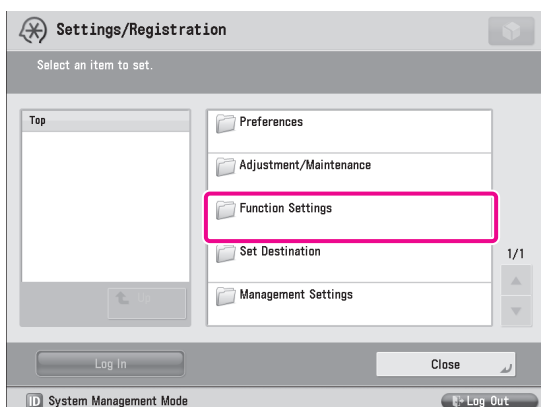 Settings/Registration
Select an item to set.
Top
Preferences
Adjustment/Maintenance
Function Settings
Set Destination
1/1
Management Settings
Up
Log In
Close
ID System Management Mode
Log Out